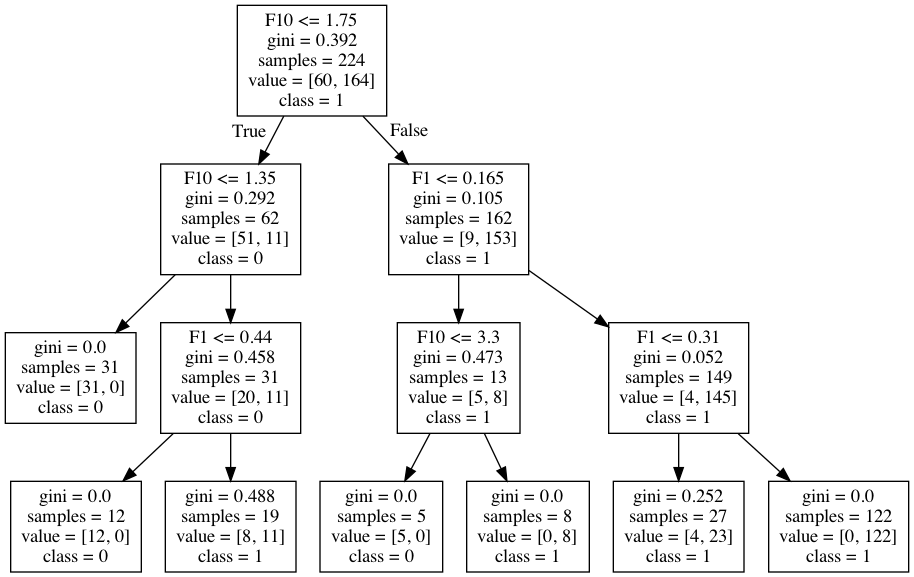 F10 <= 1.75
gini = 0.392
samples = 224
value = [60, 164]
class = 1
True
False
F10 <= 1.35
gini = 0.292
samples = 62
value = [51, 11]
class = 0
F1 <= 0.165
gini = 0.105
samples = 162
value = [9, 153]
class = 1
gini = 0.0
samples = 31
value = [31, 0]
class = 0
F1 <= 0.44
gini = 0.458
samples = 31
value = [20, 11]
class = 0
F10 <= 3.3
gini = 0.473
samples = 13
value = [5, 8]
class = 1
F1 <= 0.31
gini = 0.052
samples = 149
value = [4, 145]
class = 1
gini = 0.0
samples = 12
value = [12, 0]
class = 0
gini = 0.488
samples = 19
value = [8, 11]
class = 1
gini = 0.0
samples = 5
value = [5, 0]
class = 0
gini = 0.0
samples = 8
value = [0, 8]
class = 1
gini = 0.252
samples = 27
value = [4, 23]
class = 1
gini = 0.0
samples = 122
value = [0, 122]
class = 1